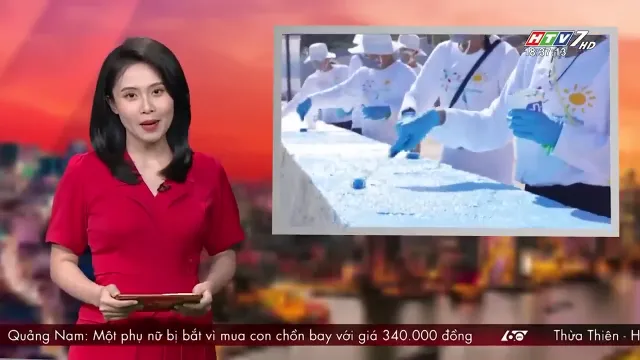 HTV7 HD
Quảng Nam: Một phụ nữ bị bắt vì mua con chồn bay với giá 340.000 đồng
Thừa Thiên - H